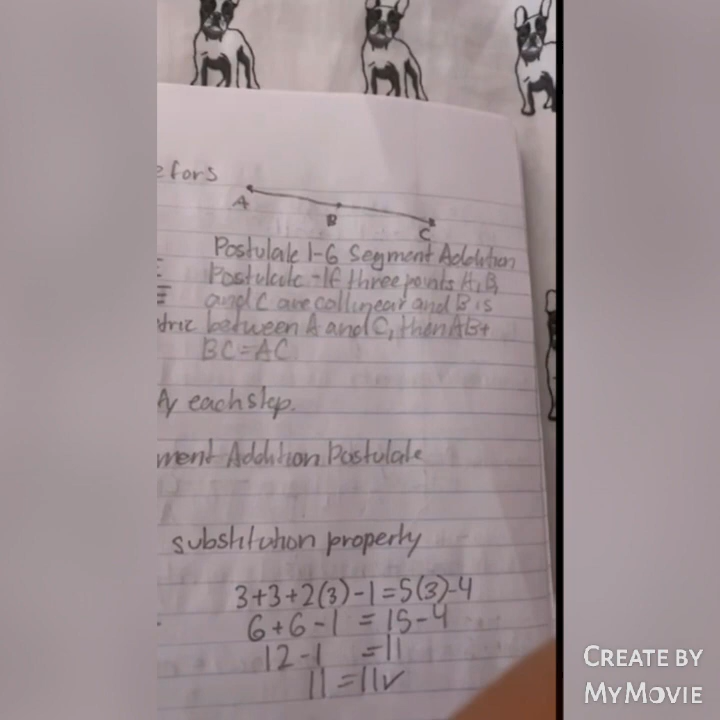 efors
A
B
C
Postulate 1-6 Segment Addition
Postulate - If three points A, B,
and C are collinear and B is
etric between A and C, then AB+
BC=AC
fy each step.
ment Addition Postulate
substitution property
3+3+2(3)-1=5(3)-4
6+6-1 = 15-4
12-1 =11
11=11✓
CREATE BY
MYMOVIE